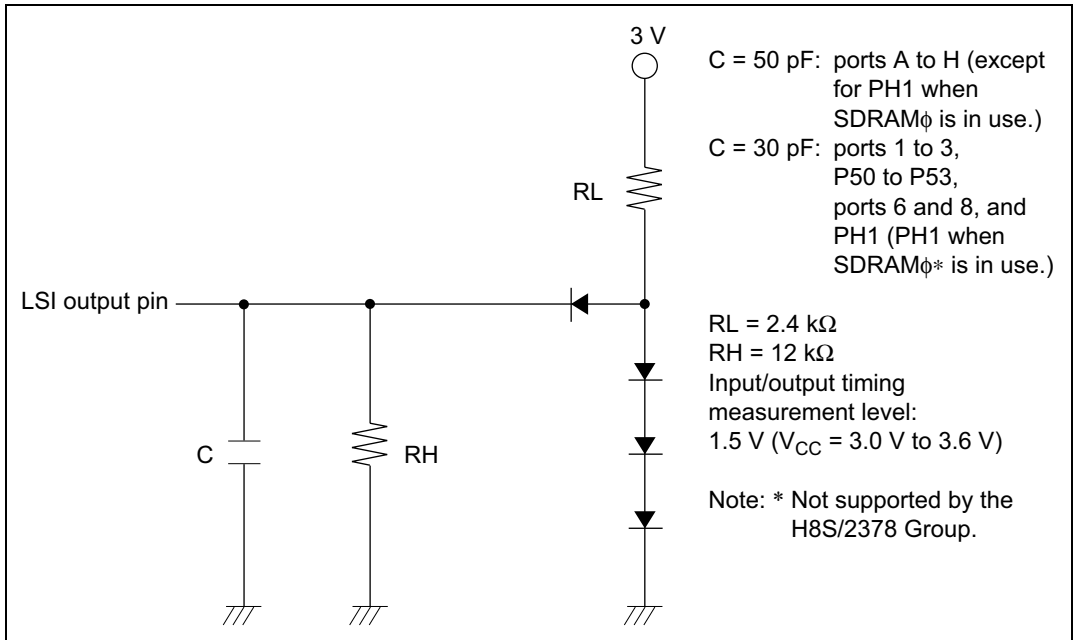 3 V
C = 50 pF: ports A to H (except
for PH1 when
SDRAMϕ is in use.)
C = 30 pF: ports 1 to 3,
P50 to P53,
ports 6 and 8, and
PH1 (PH1 when
SDRAMϕ* is in use.)
RL
LSI output pin
RL = 2.4 kΩ
RH = 12 kΩ
Input/output timing
measurement level:
1.5 V (VCC = 3.0 V to 3.6 V)
C
RH
Note: * Not supported by the
H8S/2378 Group.